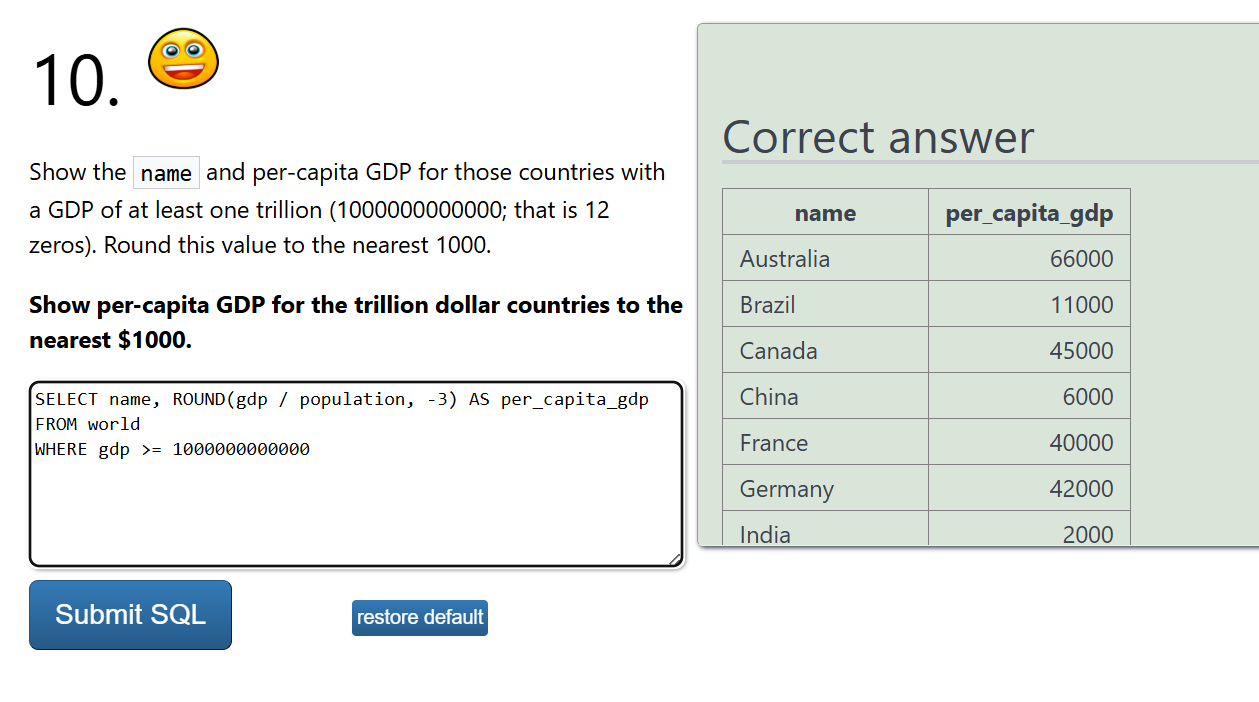 10.
Show the name and per-capita GDP for those countries with
a GDP of at least one trillion (1000000000000; that is 12
zeros). Round this value to the nearest 1000.
Show per-capita GDP for the trillion dollar countries to the
nearest $1000.
SELECT name, ROUND(gdp / population, -3) AS per_capita_gdp
FROM world
WHERE gdp >= 1000000000000
Submit SQL
restore default
Correct answer
name per_capita_gdp
Australia 66000
Brazil 11000
Canada 45000
China 6000
France 40000
Germany 42000
India 2000